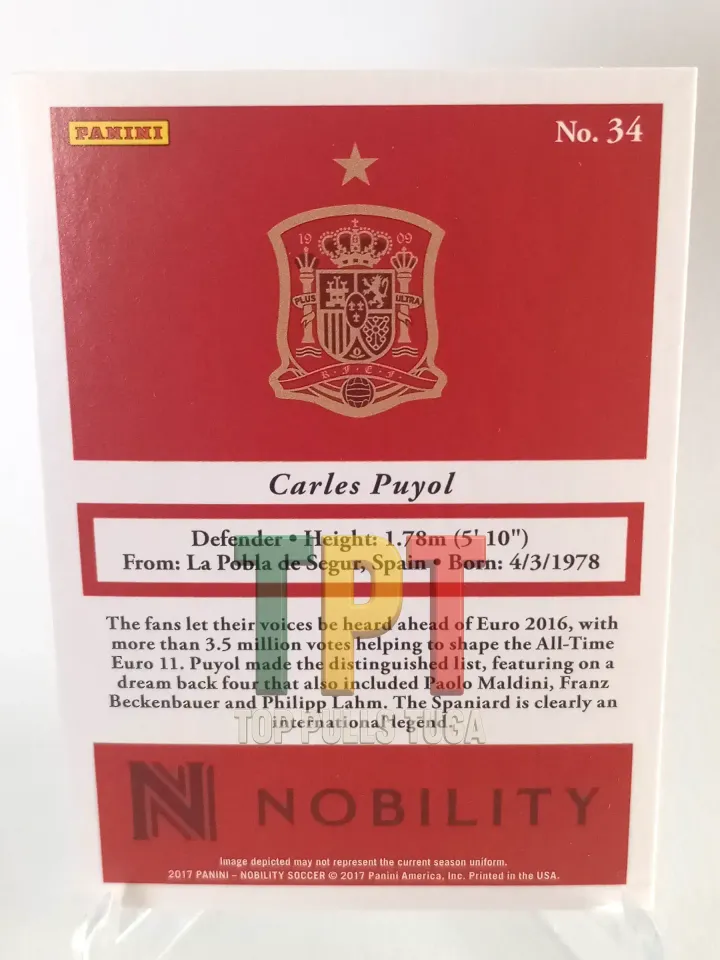 PANINI
No. 34
1909
PLUS ULTRA
R·F·E·F·
Carles Puyol
Defender • Height: 1.78m (5' 10")
From: La Pobla de Segur, Spain • Born: 4/3/1978
The fans let their voices be heard ahead of Euro 2016, with
more than 3.5 million votes helping to shape the All-Time
Euro 11. Puyol made the distinguished list, featuring on a
dream back four that also included Paolo Maldini, Franz
Beckenbauer and Philipp Lahm. The Spaniard is clearly an
international legend.
TPT
TOP PULLS TUGA
N NOBILITY
Image depicted may not represent the current season uniform.
2017 PANINI – NOBILITY SOCCER © 2017 Panini America, Inc. Printed in the USA.